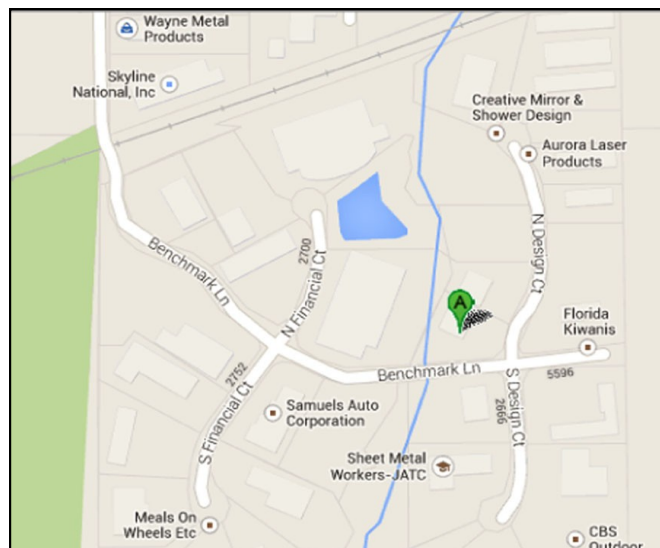 Wayne Metal
Products
Skyline
National, Inc
Creative Mirror &
Shower Design
Aurora Laser
Products
N Design Ct
2700
N Financial Ct
Benchmark Ln
A
Florida
Kiwanis
Benchmark Ln
5596
2752
S Financial Ct
S Design Ct
2666
Samuels Auto
Corporation
Sheet Metal
Workers-JATC
Meals On
Wheels Etc
CBS
Outdoor